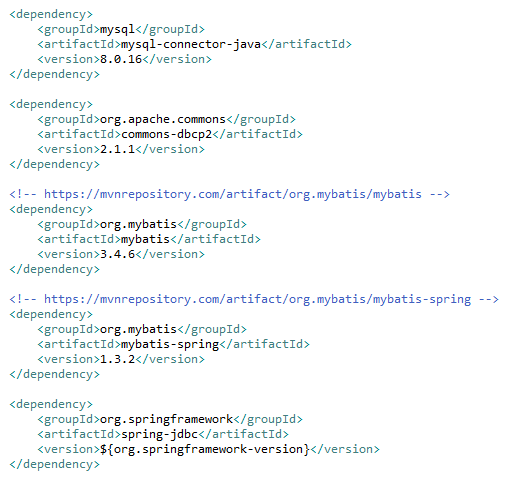 <dependency>
    <groupId>mysql</groupId>
    <artifactId>mysql-connector-java</artifactId>
    <version>8.0.16</version>
</dependency>

<dependency>
    <groupId>org.apache.commons</groupId>
    <artifactId>commons-dbcp2</artifactId>
    <version>2.1.1</version>
</dependency>

<!-- https://mvnrepository.com/artifact/org.mybatis/mybatis -->
<dependency>
    <groupId>org.mybatis</groupId>
    <artifactId>mybatis</artifactId>
    <version>3.4.6</version>
</dependency>

<!-- https://mvnrepository.com/artifact/org.mybatis/mybatis-spring -->
<dependency>
    <groupId>org.mybatis</groupId>
    <artifactId>mybatis-spring</artifactId>
    <version>1.3.2</version>
</dependency>

<dependency>
    <groupId>org.springframework</groupId>
    <artifactId>spring-jdbc</artifactId>
    <version>${org.springframework-version}</version>
</dependency>